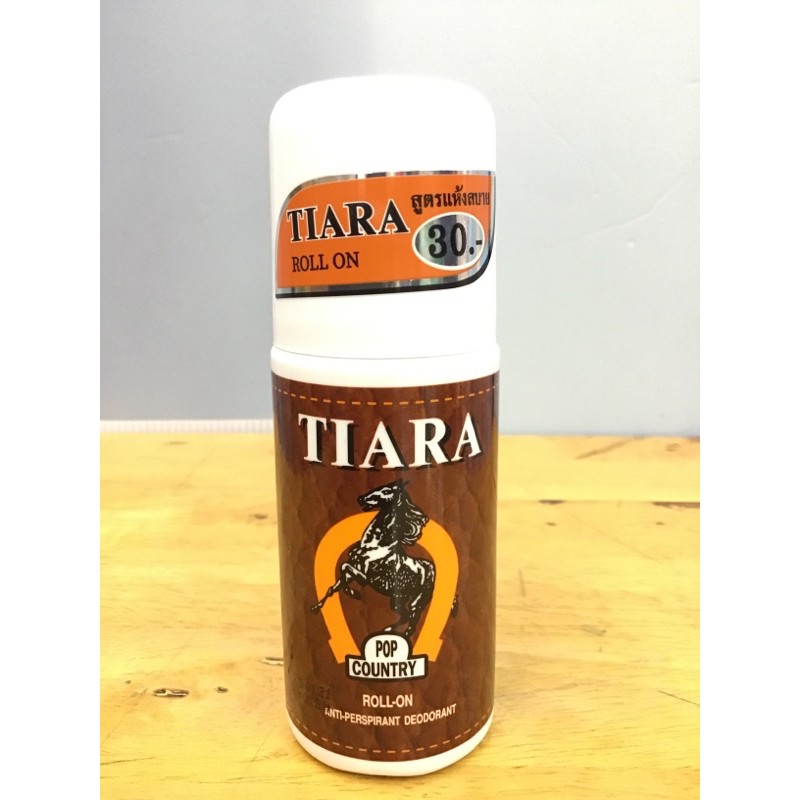 สูตรแห้งสบาย
TIARA
30.-
ROLL ON
TIARA
POP
COUNTRY
ROLL-ON
ANTI-PERSPIRANT DEODORANT